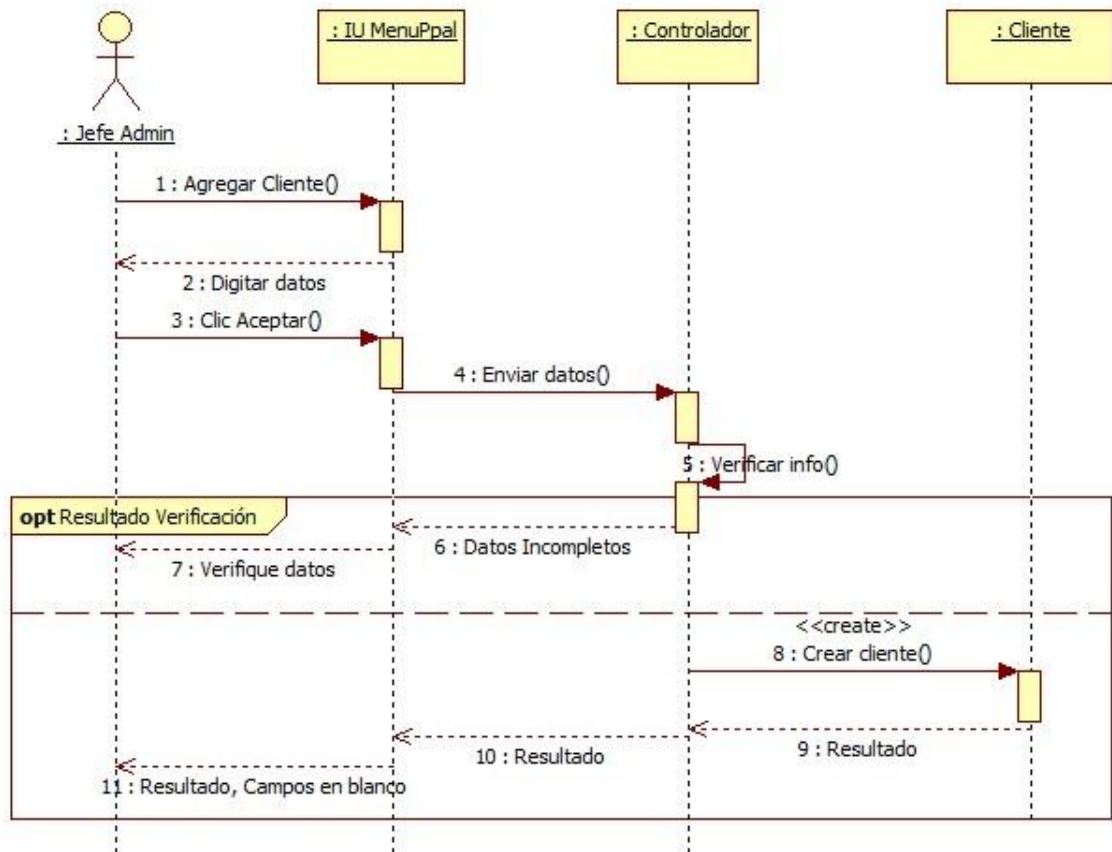 : IU MenuPpal
: Controlador
: Cliente
: Jefe Admin
1 : Agregar Cliente()
2 : Digitar datos
3 : Clic Aceptar()
4 : Enviar datos()
5 : Verificar info()
opt Resultado Verificación
6 : Datos Incompletos
7 : Verifique datos
<<create>>
8 : Crear cliente()
9 : Resultado
10 : Resultado
11 : Resultado, Campos en blanco